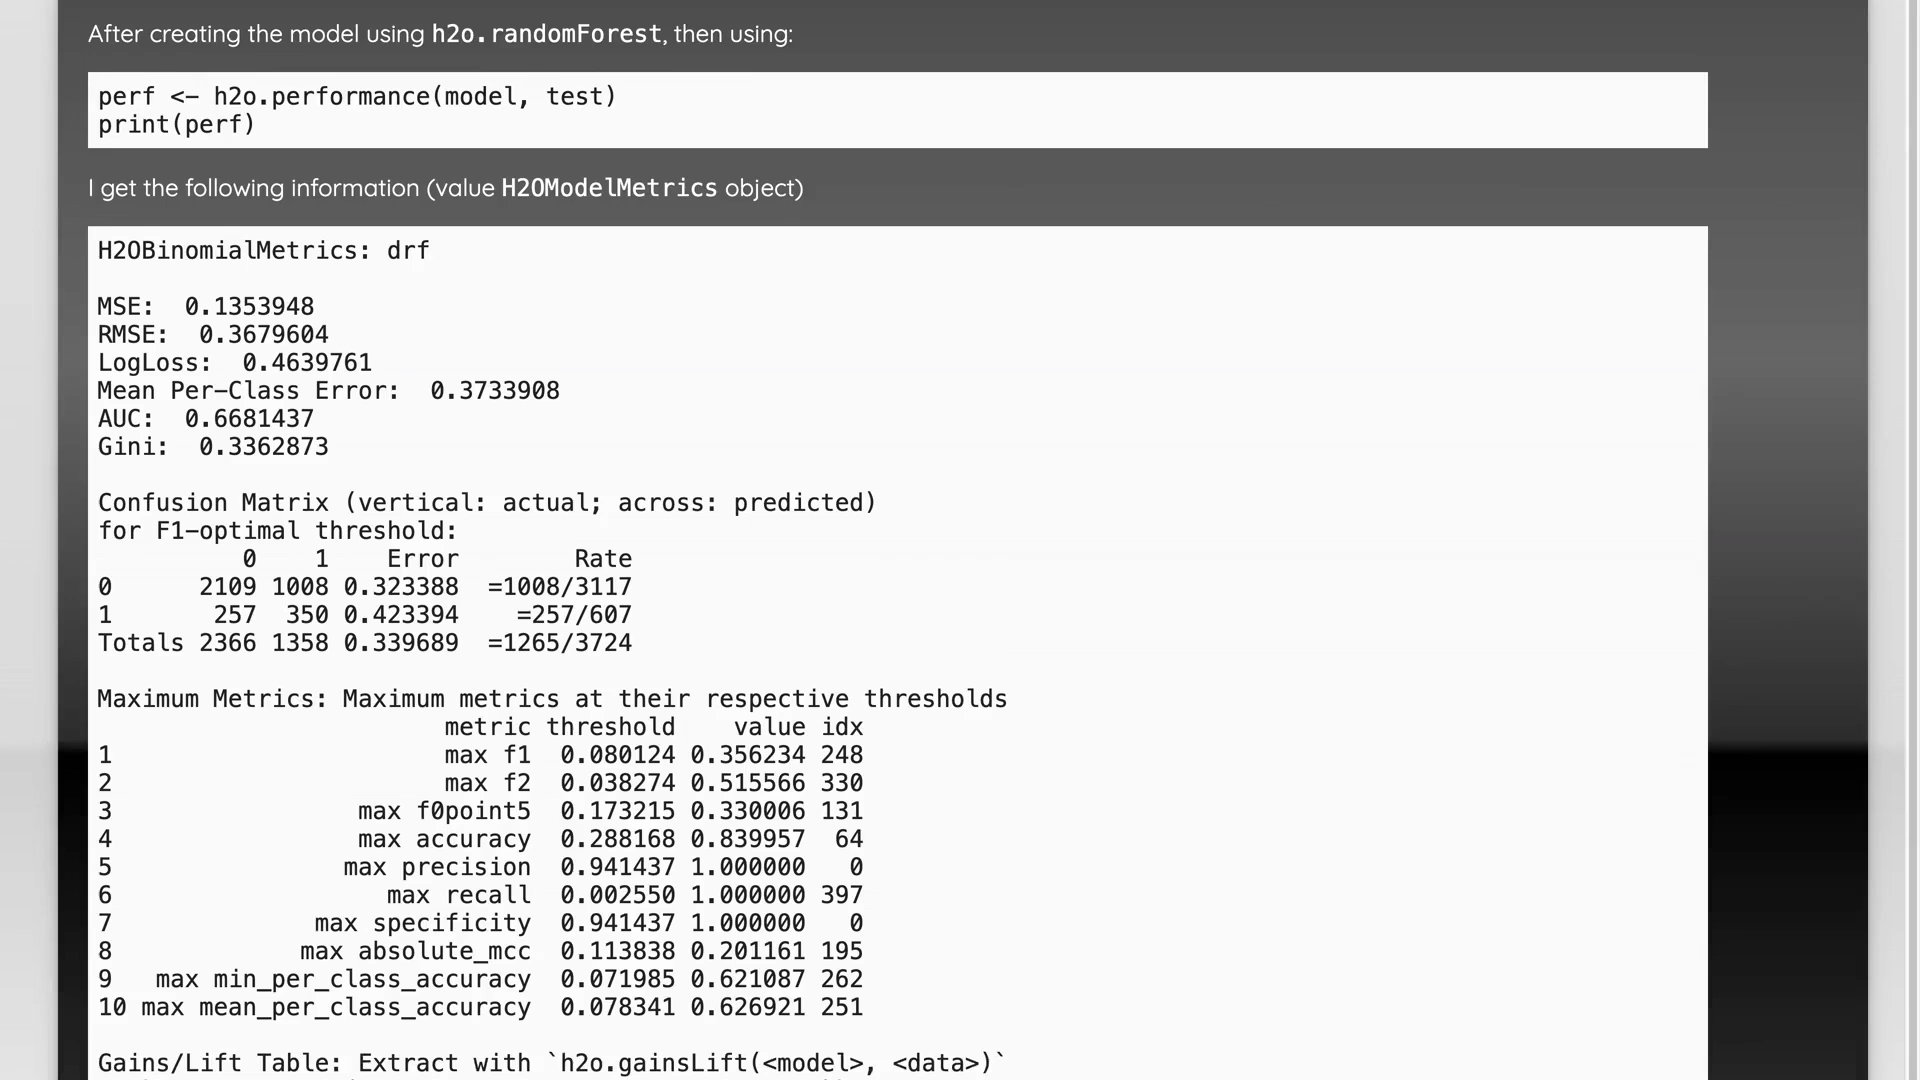 After creating the model using h2o.randomForest, then using:
perf <- h2o.performance(model, test)
print(perf)
I get the following information (value H2OModelMetrics object)
H2OBinomialMetrics: drf
MSE:  0.1353948
RMSE:  0.3679604
LogLoss:  0.4639761
Mean Per-Class Error:  0.3733908
AUC:  0.6681437
Gini:  0.3362873
Confusion Matrix (vertical: actual; across: predicted)
for F1-optimal threshold:
          0    1    Error        Rate
0      2109 1008 0.323388  =1008/3117
1       257  350 0.423394    =257/607
Totals 2366 1358 0.339689  =1265/3724
Maximum Metrics: Maximum metrics at their respective thresholds
                        metric threshold    value idx
1                       max f1  0.080124 0.356234 248
2                       max f2  0.038274 0.515566 330
3                 max f0point5  0.173215 0.330006 131
4                 max accuracy  0.288168 0.839957  64
5                max precision  0.941437 1.000000   0
6                   max recall  0.002550 1.000000 397
7              max specificity  0.941437 1.000000   0
8             max absolute_mcc  0.113838 0.201161 195
9   max min_per_class_accuracy  0.071985 0.621087 262
10 max mean_per_class_accuracy  0.078341 0.626921 251
Gains/Lift Table: Extract with `h2o.gainsLift(<model>, <data>)`